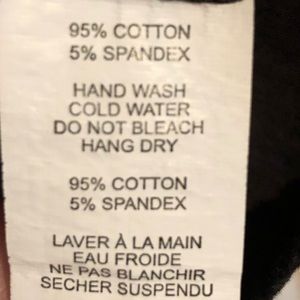 95% COTTON
5% SPANDEX
HAND WASH
COLD WATER
DO NOT BLEACH
HANG DRY
95% COTTON
5% SPANDEX
LAVER À LA MAIN
EAU FROIDE
NE PAS BLANCHIR
SECHER SUSPENDU